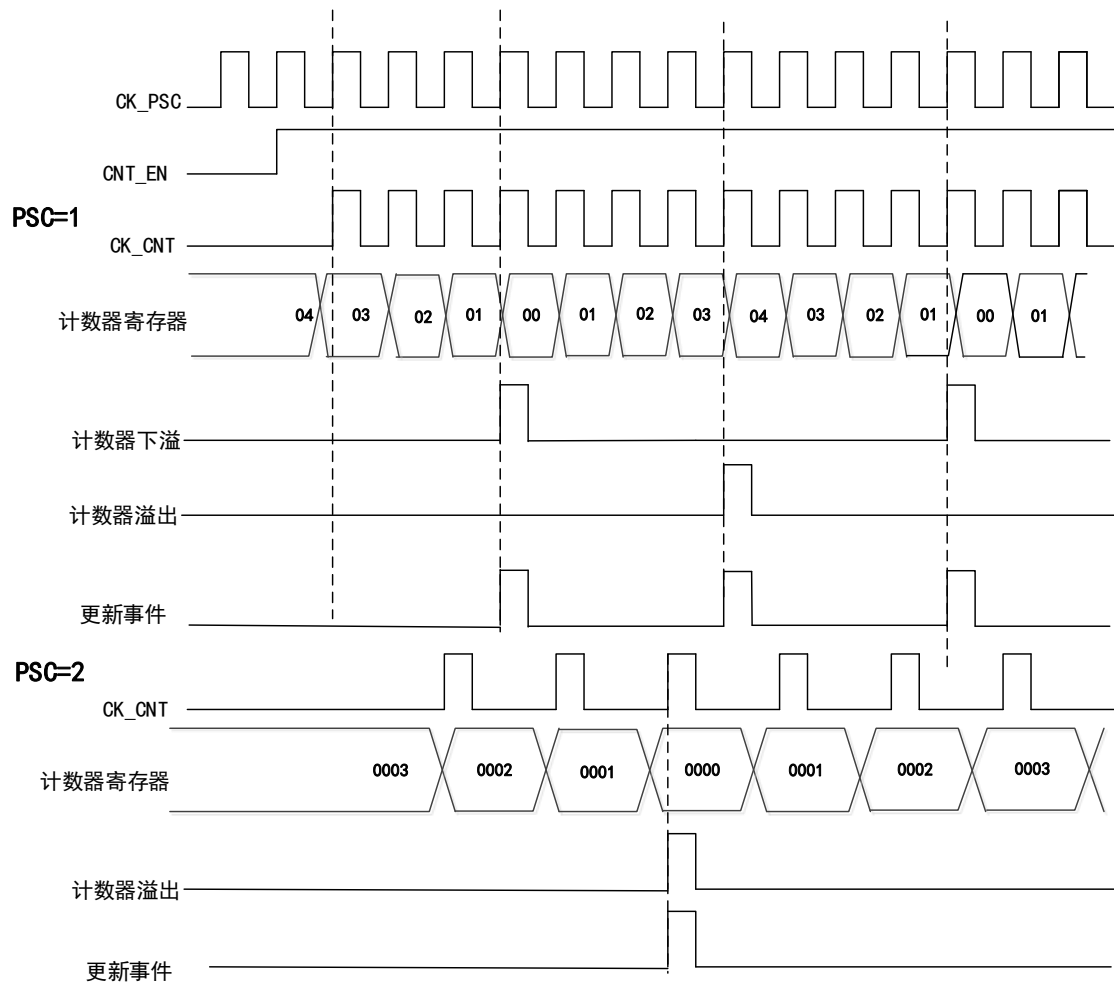 CK_PSC
CNT_EN
PSC=1
CK_CNT
计数器寄存器 04 03 02 01 00 01 02 03 04 03 02 01 00 01
计数器下溢
计数器溢出
更新事件
PSC=2
CK_CNT
计数器寄存器 0003 0002 0001 0000 0001 0002 0003
计数器溢出
更新事件